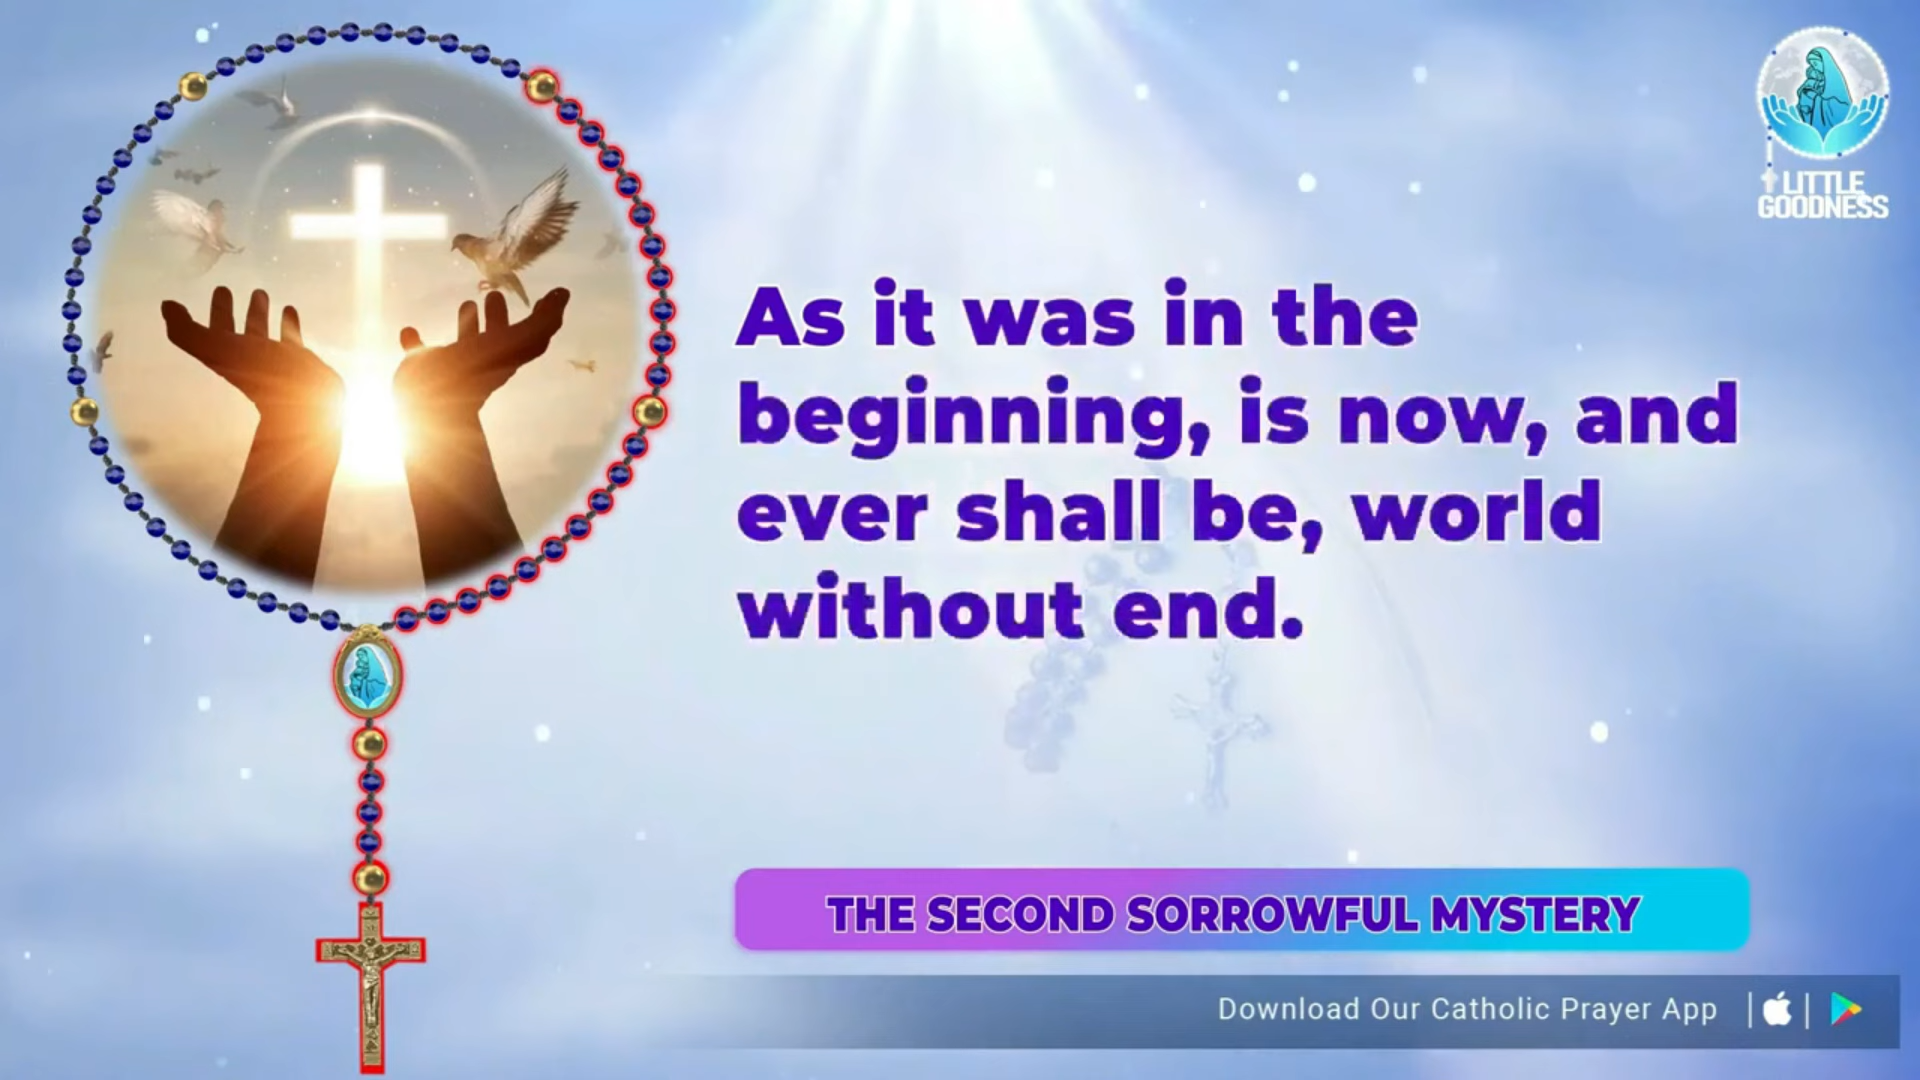 LITTLE
GOODNESS
As it was in the
beginning, is now, and
ever shall be, world
without end.
THE SECOND SORROWFUL MYSTERY
Download Our Catholic Prayer App